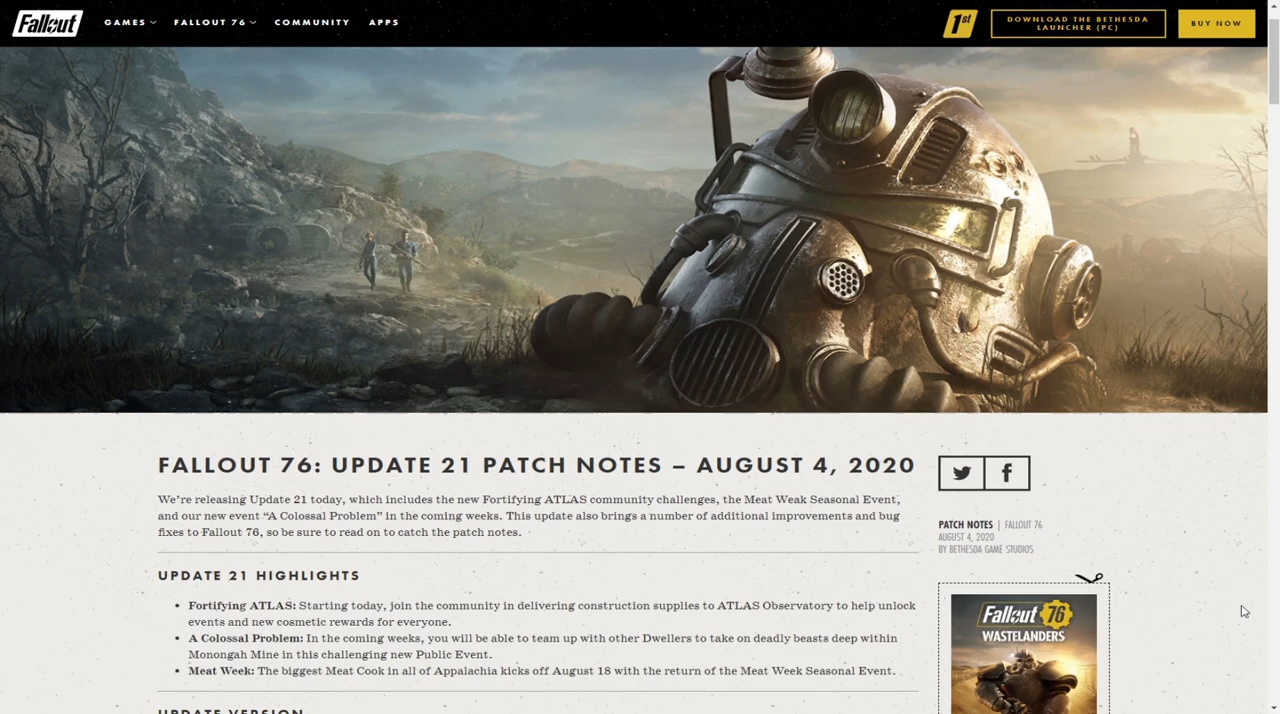 Fallout GAMES FALLOUT 76 COMMUNITY APPS 1st DOWNLOAD THE BETHESDA LAUNCHER (PC) BUY NOW
FALLOUT 76: UPDATE 21 PATCH NOTES – AUGUST 4, 2020
We're releasing Update 21 today, which includes the new Fortifying ATLAS community challenges, the Meat Weak Seasonal Event,
and our new event “A Colossal Problem” in the coming weeks. This update also brings a number of additional improvements and bug
fixes to Fallout 76, so be sure to read on to catch the patch notes.
UPDATE 21 HIGHLIGHTS
• Fortifying ATLAS: Starting today, join the community in delivering construction supplies to ATLAS Observatory to help unlock
events and new cosmetic rewards for everyone.
• A Colossal Problem: In the coming weeks, you will be able to team up with other Dwellers to take on deadly beasts deep within
Monongah Mine in this challenging new Public Event.
• Meat Week: The biggest Meat Cook in all of Appalachia kicks off August 18 with the return of the Meat Week Seasonal Event.
UPDATE VERSION
PATCH NOTES | FALLOUT 76
AUGUST 4, 2020
BY BETHESDA GAME STUDIOS
Fallout 76
WASTELANDERS